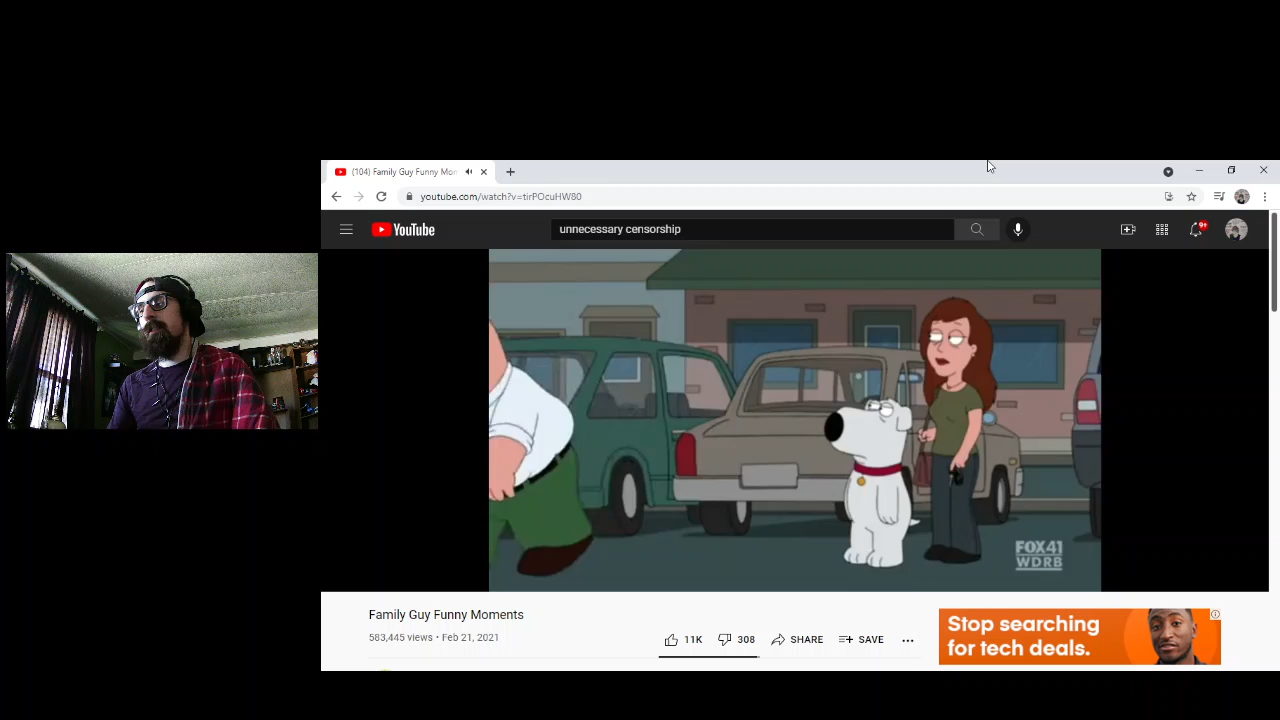 (104) Family Guy Funny Mom
youtube.com/watch?v=tirPOcuHW80
YouTube
unnecessary censorship
9+
FOX41
WDRB
Family Guy Funny Moments
583,445 views • Feb 21, 2021
11K
308
SHARE
SAVE
Stop searching
for tech deals.